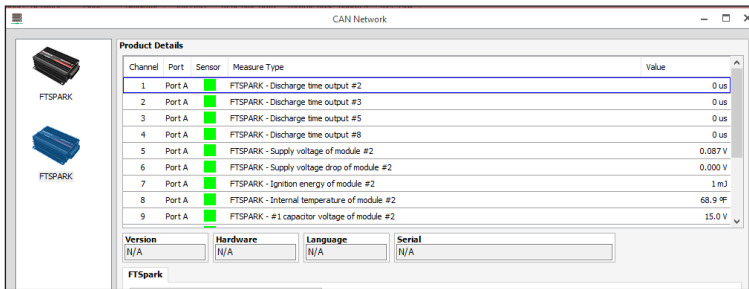 CAN Network
Product Details
Channel Port Sensor Measure Type Value
1 Port A FTSPARK - Discharge time output #2 0 us
2 Port A FTSPARK - Discharge time output #3 0 us
3 Port A FTSPARK - Discharge time output #5 0 us
4 Port A FTSPARK - Discharge time output #8 0 us
5 Port A FTSPARK - Supply voltage of module #2 0.087 V
6 Port A FTSPARK - Supply voltage drop of module #2 0.000 V
7 Port A FTSPARK - Ignition energy of module #2 1 mJ
8 Port A FTSPARK - Internal temperature of module #2 68.9 ºF
9 Port A FTSPARK - #1 capacitor voltage of module #2 15.0 V
FTSPARK
FTSPARK
Version Hardware Language Serial
N/A N/A N/A N/A
FTSpark